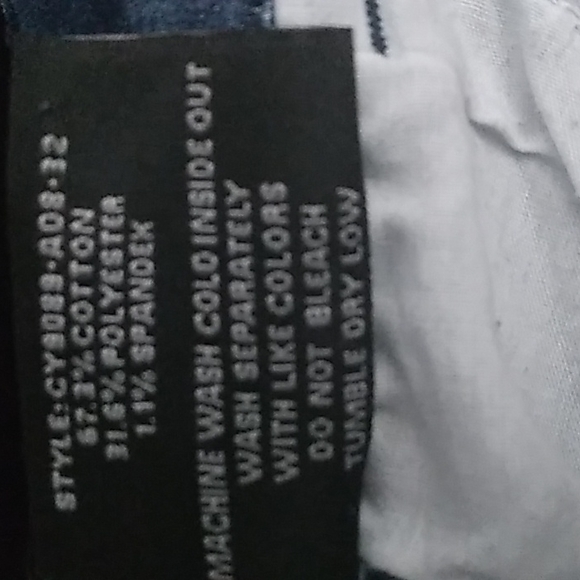 STYLE:CY9089-A08-32
67.3% COTTON
31.6% POLYESTER
1.1% SPANDEX
MACHINE WASH COLD INSIDE OUT
WASH SEPARATELY
WITH LIKE COLORS
DO NOT BLEACH
TUMBLE DRY LOW